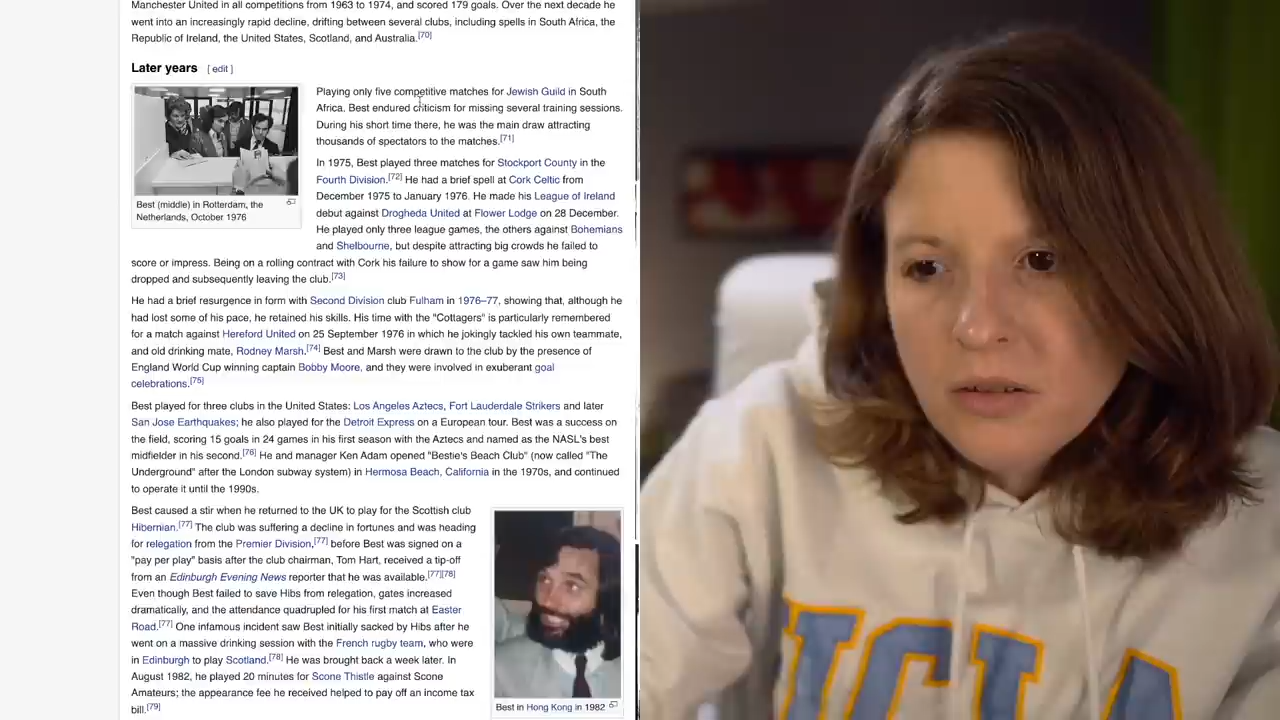 Manchester United in all competitions from 1963 to 1974, and scored 179 goals. Over the next decade he
went into an increasingly rapid decline, drifting between several clubs, including spells in South Africa, the
Republic of Ireland, the United States, Scotland, and Australia.[70]
Later years [ edit ]
Best (middle) in Rotterdam, the
Netherlands, October 1976
Playing only five competitive matches for Jewish Guild in South
Africa. Best endured criticism for missing several training sessions.
During his short time there, he was the main draw attracting
thousands of spectators to the matches.[71]
In 1975, Best played three matches for Stockport County in the
Fourth Division.[72] He had a brief spell at Cork Celtic from
December 1975 to January 1976. He made his League of Ireland
debut against Drogheda United at Flower Lodge on 28 December.
He played only three league games, the others against Bohemians
and Shelbourne, but despite attracting big crowds he failed to
score or impress. Being on a rolling contract with Cork his failure to show for a game saw him being
dropped and subsequently leaving the club.[73]
He had a brief resurgence in form with Second Division club Fulham in 1976–77, showing that, although he
had lost some of his pace, he retained his skills. His time with the "Cottagers" is particularly remembered
for a match against Hereford United on 25 September 1976 in which he jokingly tackled his own teammate,
and old drinking mate, Rodney Marsh.[74] Best and Marsh were drawn to the club by the presence of
England World Cup winning captain Bobby Moore, and they were involved in exuberant goal
celebrations.[75]
Best played for three clubs in the United States: Los Angeles Aztecs, Fort Lauderdale Strikers and later
San Jose Earthquakes; he also played for the Detroit Express on a European tour. Best was a success on
the field, scoring 15 goals in 24 games in his first season with the Aztecs and named as the NASL's best
midfielder in his second.[76] He and manager Ken Adam opened "Bestie's Beach Club" (now called "The
Underground" after the London subway system) in Hermosa Beach, California in the 1970s, and continued
to operate it until the 1990s.
Best caused a stir when he returned to the UK to play for the Scottish club
Hibernian.[77] The club was suffering a decline in fortunes and was heading
for relegation from the Premier Division,[77] before Best was signed on a
"pay per play" basis after the club chairman, Tom Hart, received a tip-off
from an Edinburgh Evening News reporter that he was available.[77][78]
Even though Best failed to save Hibs from relegation, gates increased
dramatically, and the attendance quadrupled for his first match at Easter
Road.[77] One infamous incident saw Best initially sacked by Hibs after he
went on a massive drinking session with the French rugby team, who were
in Edinburgh to play Scotland.[78] He was brought back a week later. In
August 1982, he played 20 minutes for Scone Thistle against Scone
Amateurs; the appearance fee he received helped to pay off an income tax
bill.[79]
Best in Hong Kong in 1982
UCLA